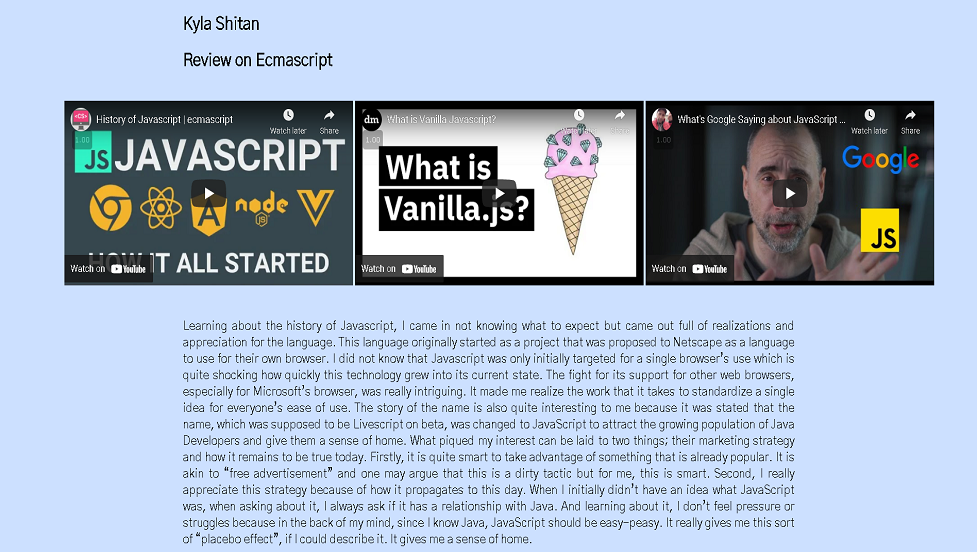 Kyla Shitan
Review on Ecmascript
History of Javascript | ecmascript
Watch later
Share
1.00
JS JAVASCRIPT
node
JS
HOW IT ALL STARTED
Watch on YouTube
dm
What is Vanilla Javascript?
Watch later
Share
1.00
What is
Vanilla.js?
Watch on YouTube
What's Google Saying about JavaScript ...
Watch later
Share
1.00
Google
JS
Watch on YouTube
Learning about the history of Javascript, I came in not knowing what to expect but came out full of realizations and
appreciation for the language. This language originally started as a project that was proposed to Netscape as a language
to use for their own browser. I did not know that Javascript was only initially targeted for a single browser's use which is
quite shocking how quickly this technology grew into its current state. The fight for its support for other web browsers,
especially for Microsoft's browser, was really intriguing. It made me realize the work that it takes to standardize a single
idea for everyone's ease of use. The story of the name is also quite interesting to me because it was stated that the
name, which was supposed to be Livescript on beta, was changed to JavaScript to attract the growing population of Java
Developers and give them a sense of home. What piqued my interest can be laid to two things; their marketing strategy
and how it remains to be true today. Firstly, it is quite smart to take advantage of something that is already popular. It is
akin to “free advertisement” and one may argue that this is a dirty tactic but for me, this is smart. Second, I really
appreciate this strategy because of how it propagates to this day. When I initially didn't have an idea what JavaScript
was, when asking about it, I always ask if it has a relationship with Java. And learning about it, I don't feel pressure or
struggles because in the back of my mind, since I know Java, JavaScript should be easy-peasy. It really gives me this sort
of “placebo effect”, if I could describe it. It gives me a sense of home.